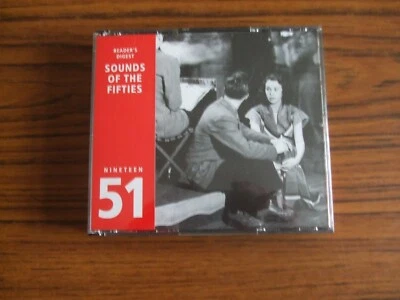 READER'S
DIGEST
SOUNDS
OF THE
FIFTIES
NINETEEN
51